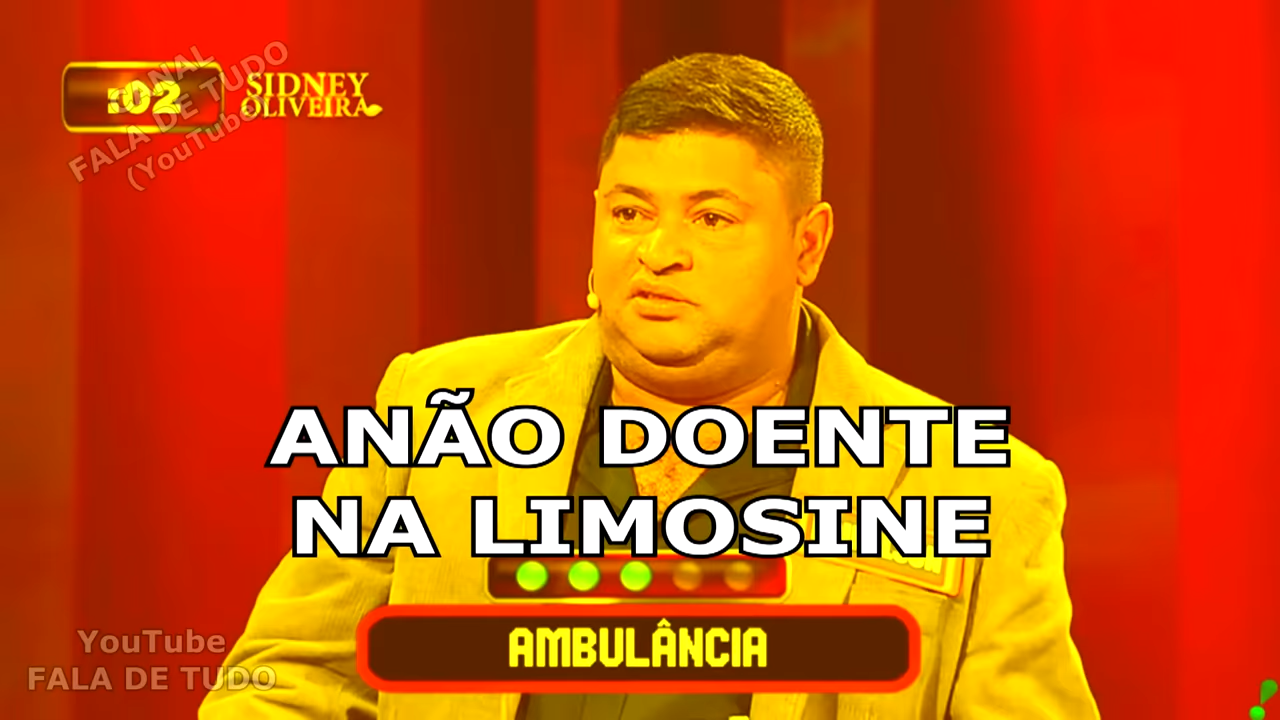 :02
SIDNEY
OLIVEIRA
CANAL
FALA DE TUDO
(YouTube)
ANÃO DOENTE
NA LIMOSINE
AMBULÂNCIA
YouTube
FALA DE TUDO